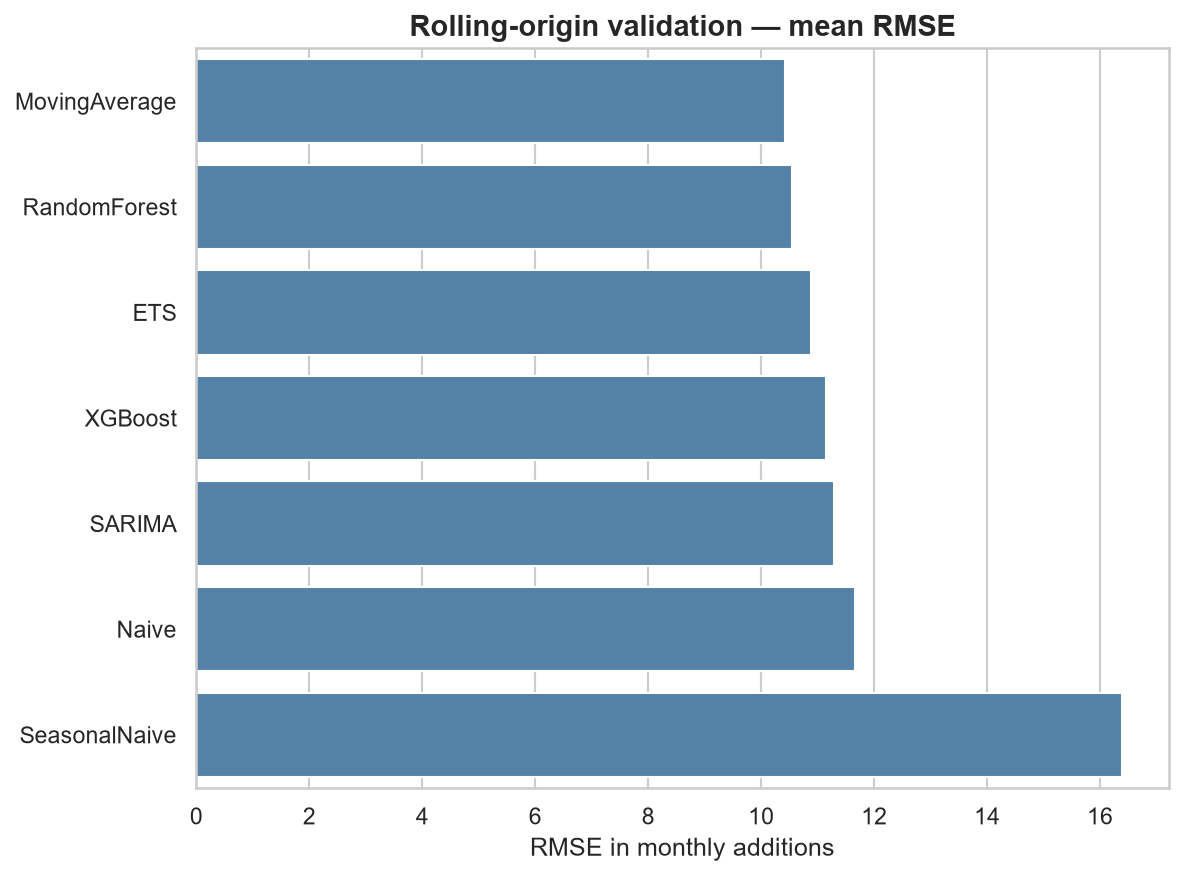 Rolling-origin validation — mean RMSE
MovingAverage
RandomForest
ETS
XGBoost
SARIMA
Naive
SeasonalNaive
0 2 4 6 8 10 12 14 16
RMSE in monthly additions